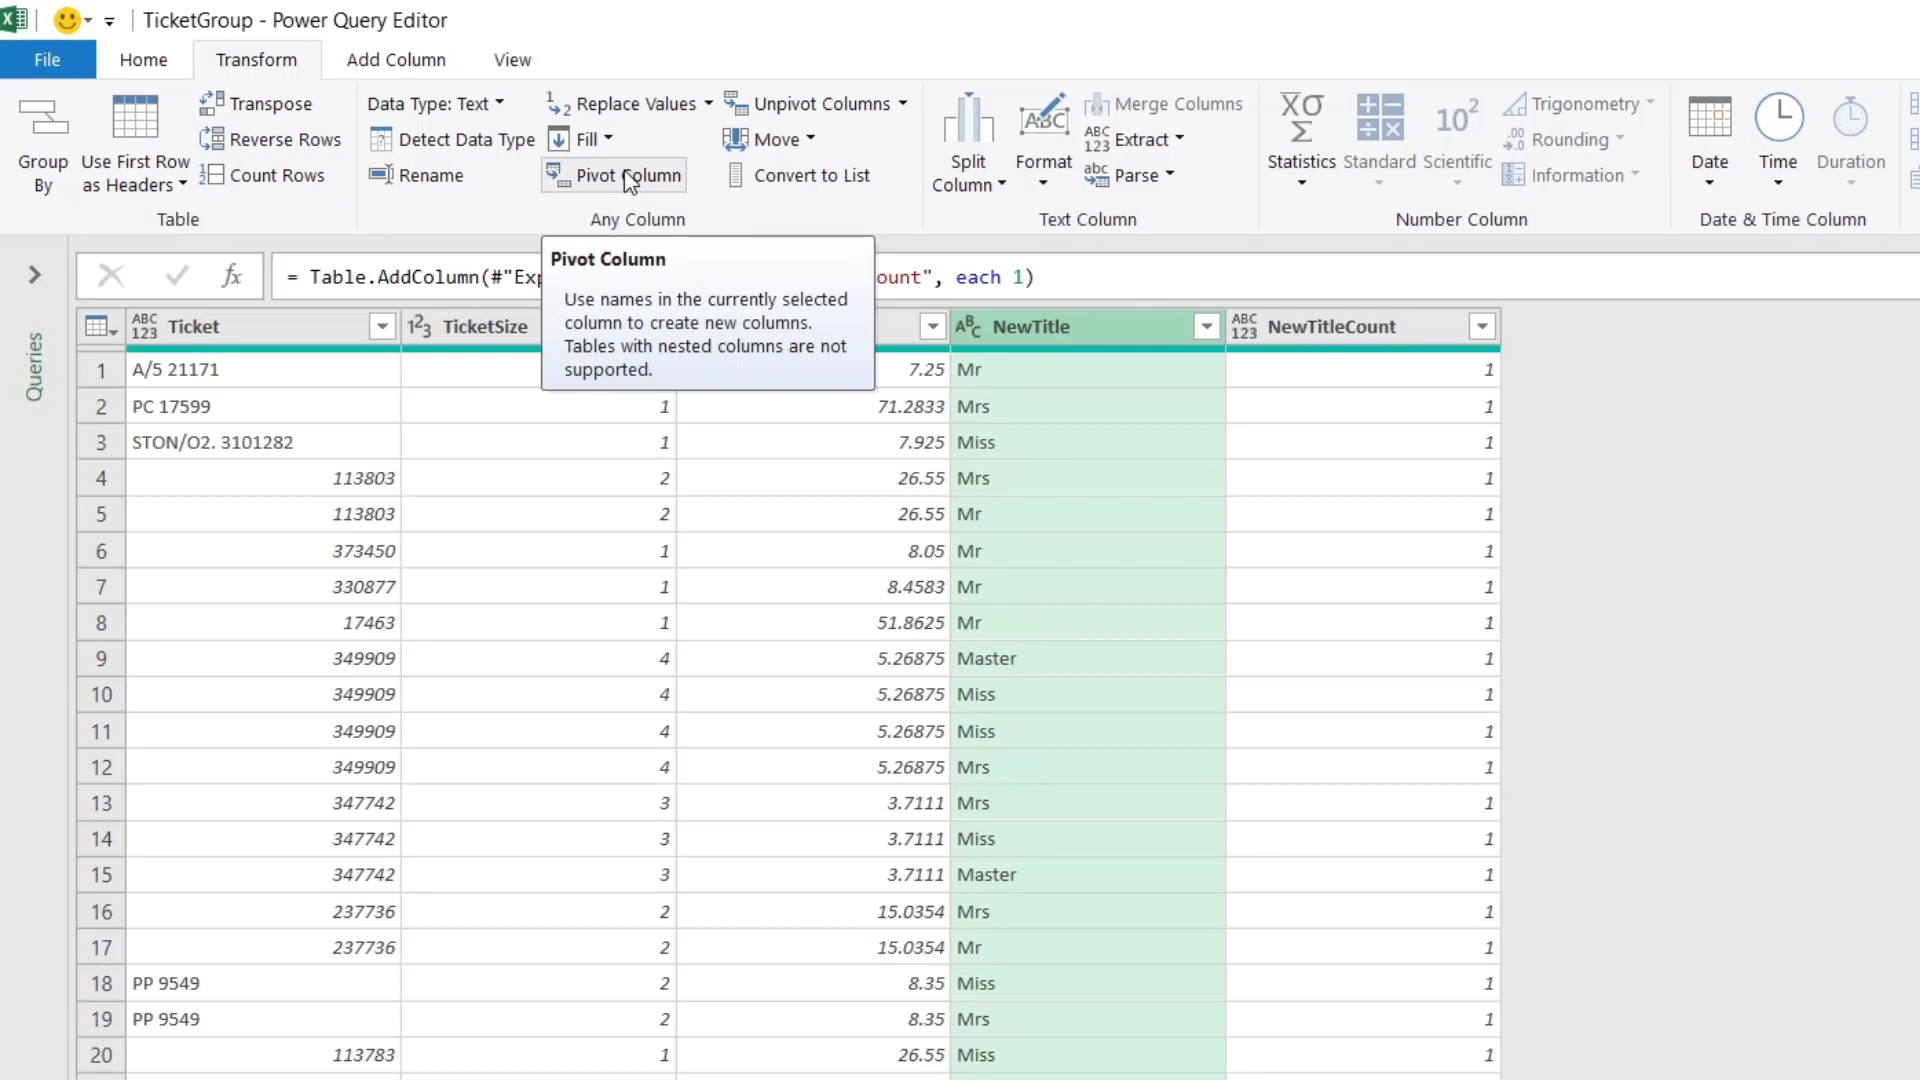 TicketGroup - Power Query Editor
File Home Transform Add Column View
Group By
Use First Row as Headers
Transpose
Reverse Rows
Count Rows
Table
Data Type: Text
Detect Data Type
Rename
Replace Values
Fill
Pivot Column
Unpivot Columns
Move
Convert to List
Any Column
Split Column
Format
Merge Columns
Extract
Parse
Text Column
Statistics
Standard
Scientific
Trigonometry
Rounding
Information
Number Column
Date
Time
Duration
Date & Time Column
Queries
fx = Table.AddColumn(#"Exp ount", each 1)
Pivot Column
Use names in the currently selected
column to create new columns.
Tables with nested columns are not
supported.
ABC 123 Ticket 123 TicketSize ABC NewTitle ABC 123 NewTitleCount
1 A/5 21171 7.25 Mr 1
2 PC 17599 1 71.2833 Mrs 1
3 STON/O2. 3101282 1 7.925 Miss 1
4 113803 2 26.55 Mrs 1
5 113803 2 26.55 Mr 1
6 373450 1 8.05 Mr 1
7 330877 1 8.4583 Mr 1
8 17463 1 51.8625 Mr 1
9 349909 4 5.26875 Master 1
10 349909 4 5.26875 Miss 1
11 349909 4 5.26875 Miss 1
12 349909 4 5.26875 Mrs 1
13 347742 3 3.7111 Mrs 1
14 347742 3 3.7111 Miss 1
15 347742 3 3.7111 Master 1
16 237736 2 15.0354 Mrs 1
17 237736 2 15.0354 Mr 1
18 PP 9549 2 8.35 Miss 1
19 PP 9549 2 8.35 Mrs 1
20 113783 1 26.55 Miss 1